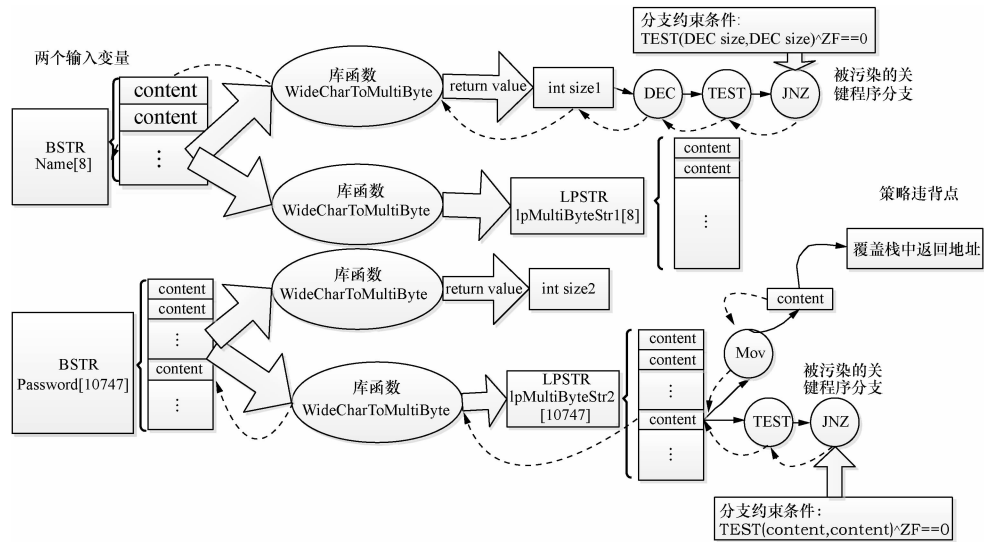 分支约束条件:
TEST(DEC size,DEC size)^ZF==0
两个输入变量
库函数
WideCharToMultiByte
return value
int size1
DEC
TEST
JNZ
被污染的关
键程序分支
content
content
⋮
BSTR
Name[8]
库函数
WideCharToMultiByte
LPSTR
lpMultiByteStr1[8]
content
content
⋮
策略违背点
覆盖栈中返回地址
库函数
WideCharToMultiByte
return value
int size2
content
content
content
⋮
content
⋮
BSTR
Password[10747]
库函数
WideCharToMultiByte
LPSTR
lpMultiByteStr2
[10747]
content
content
⋮
content
⋮
Mov
被污染的关
键程序分支
TEST
JNZ
分支约束条件：
TEST(content,content)^ZF==0